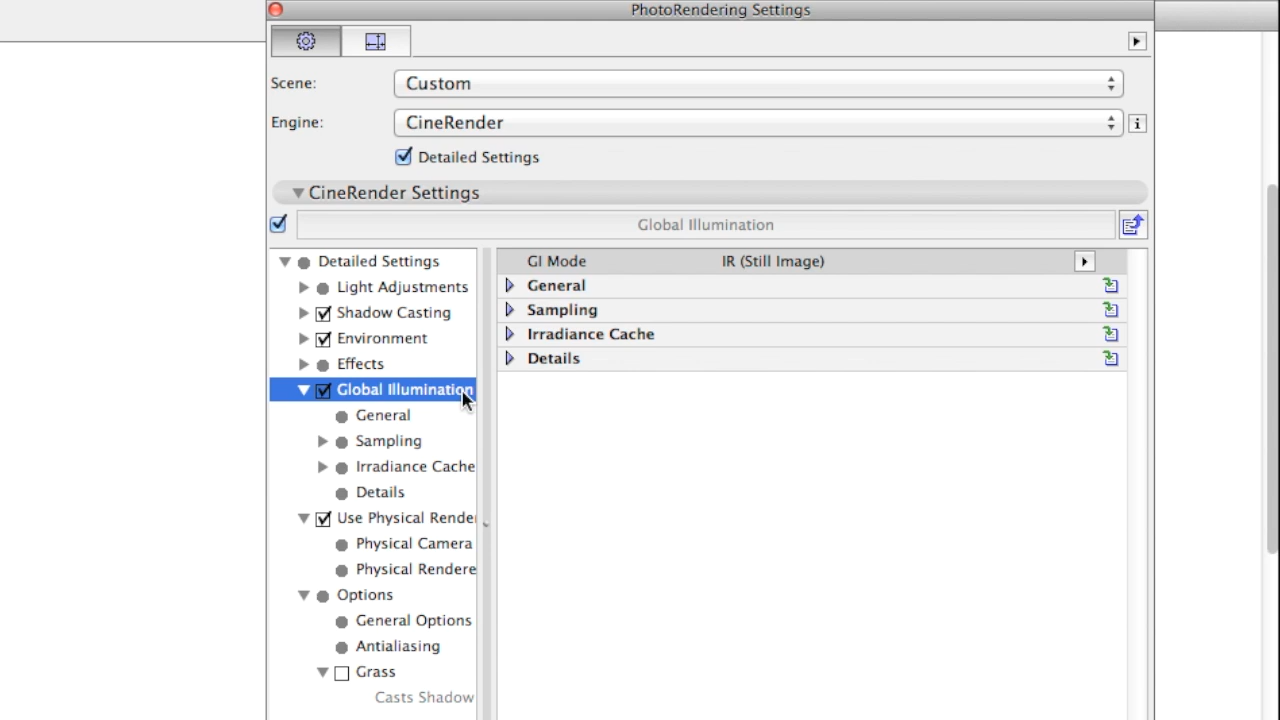 PhotoRendering Settings
Scene:
Custom
Engine:
CineRender
i
Detailed Settings
CineRender Settings
Global Illumination
Detailed Settings
Light Adjustments
Shadow Casting
Environment
Effects
Global Illumination
General
Sampling
Irradiance Cache
Details
Use Physical Rende
Physical Camera
Physical Rendere
Options
General Options
Antialiasing
Grass
Casts Shadow
GI Mode IR (Still Image)
General
Sampling
Irradiance Cache
Details